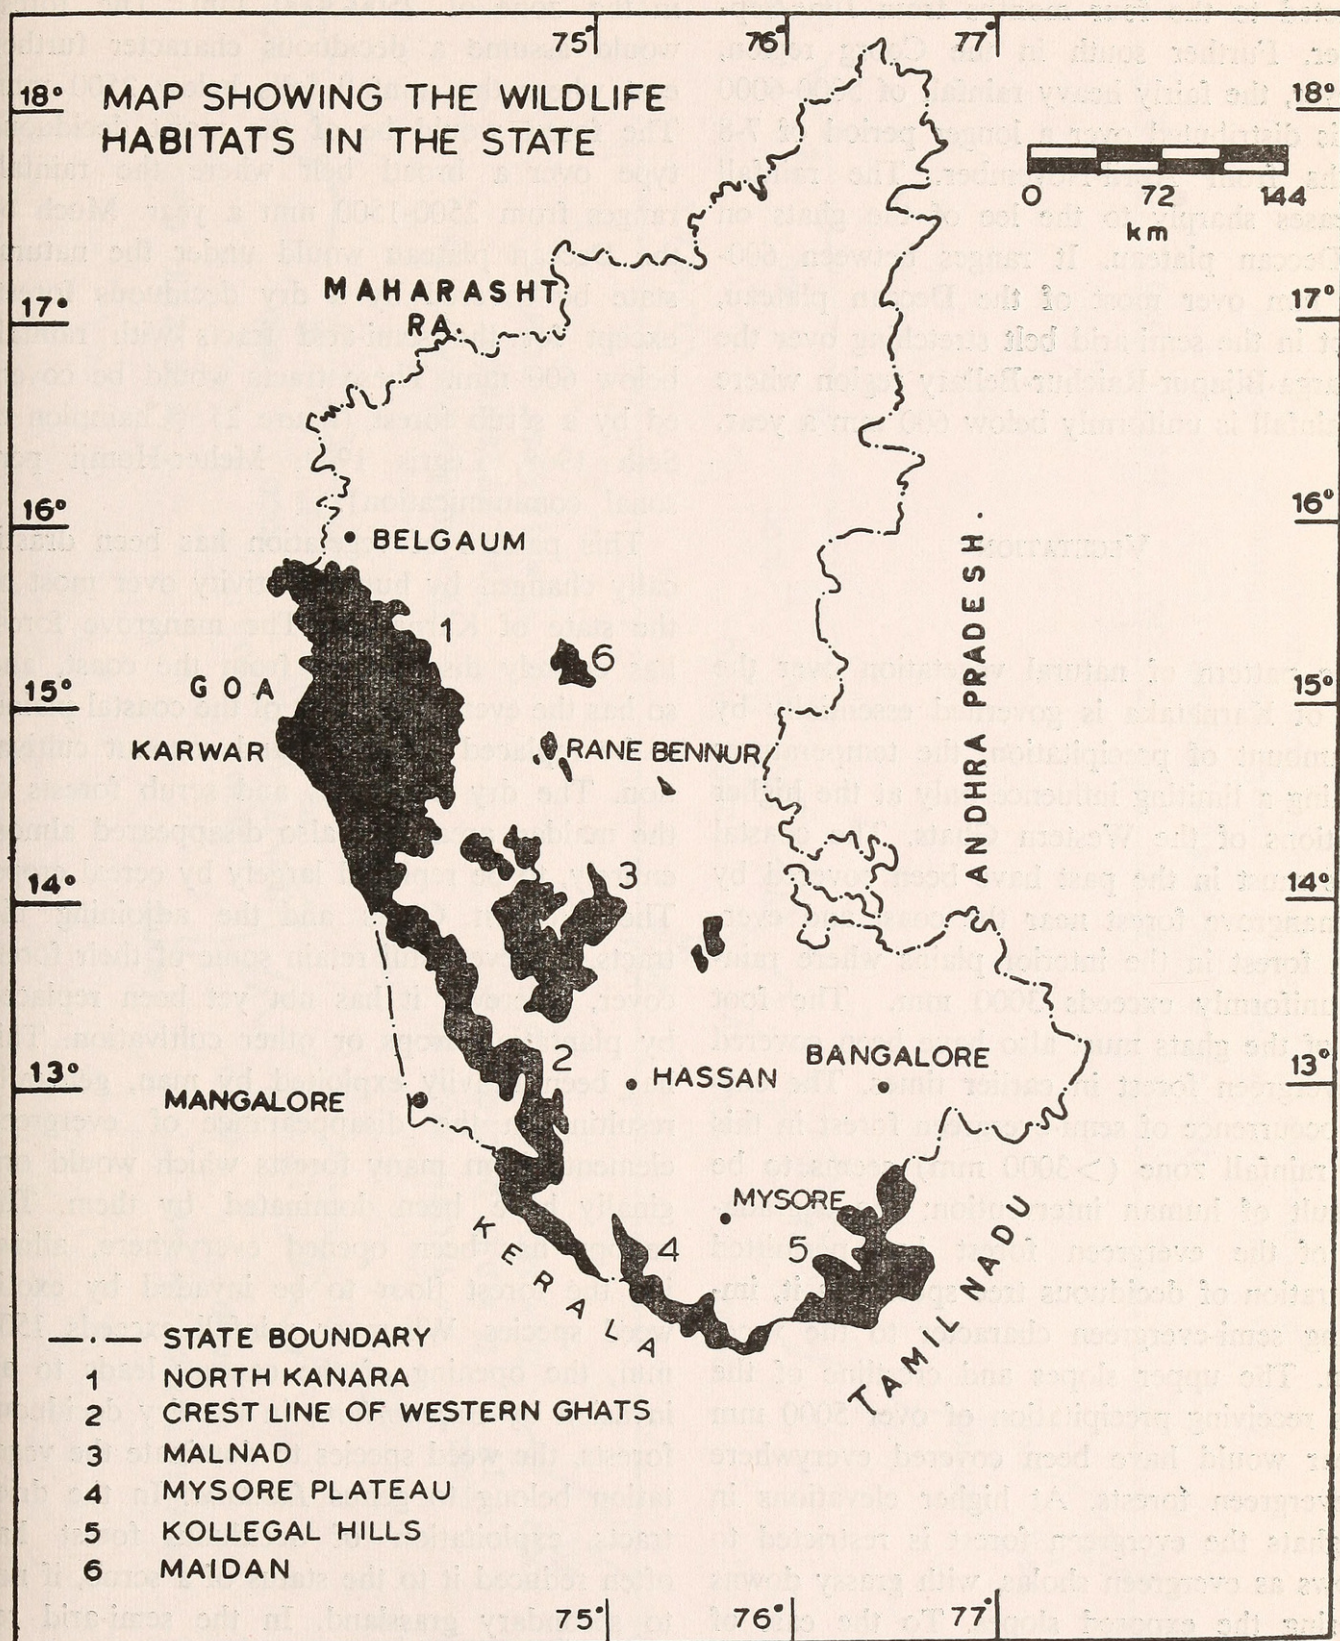 75° 76° 77°
18° MAP SHOWING THE WILDLIFE 18°
HABITATS IN THE STATE
0 72 144
km
MAHARASHT
RA.
17° 17°
16° 16°
BELGAUM
1
6
15° GOA 15°
KARWAR RANE BENNUR
ANDHRA PRADESH.
3
14° 14°
2
BANGALORE
13° HASSAN 13°
MANGALORE
MYSORE
KERALA
4 5
TAMIL NADU
STATE BOUNDARY
1 NORTH KANARA
2 CREST LINE OF WESTERN GHATS
3 MALNAD
4 MYSORE PLATEAU
5 KOLLEGAL HILLS
6 MAIDAN
75° 76° 77°